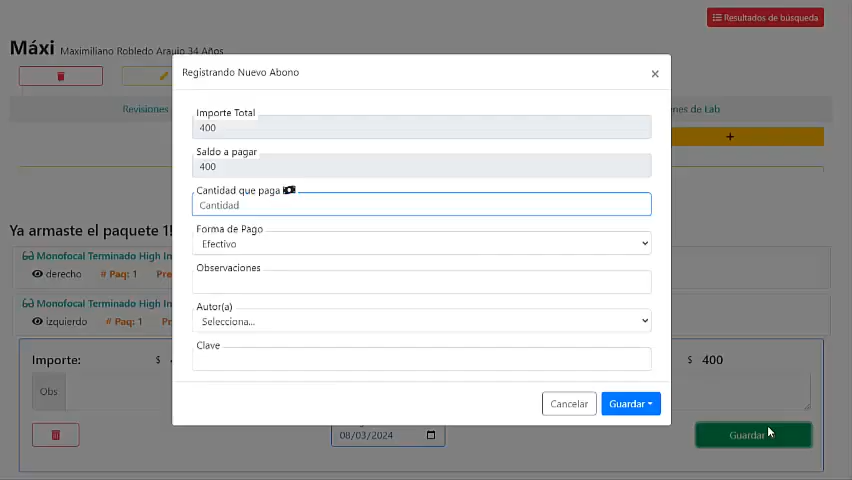 Resultados de búsqueda
Máxi Maximiliano Robledo Araujo 34 Años
Registrando Nuevo Abono
×
Revisiones
nes de Lab
Importe Total
400
+
Saldo a pagar
400
Cantidad que paga
Cantidad
Ya armaste el paquete 1!
Forma de Pago
Efectivo
Monofocal Terminado High In
Observaciones
derecho # Paq: 1 Pre
Monofocal Terminado High In
Autor(a)
izquierdo # Paq: 1 P
Selecciona...
Clave
Importe: $
$ 400
Obs
Cancelar
Guardar
08/03/2024
Guardar